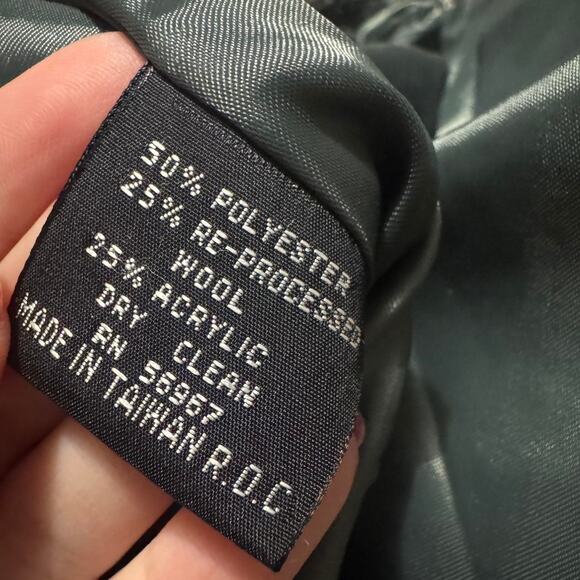 50% POLYESTER
25% RE-PROCESSED
WOOL
25% ACRYLIC
DRY CLEAN
RN 56967
MADE IN TAIWAN R.O.C